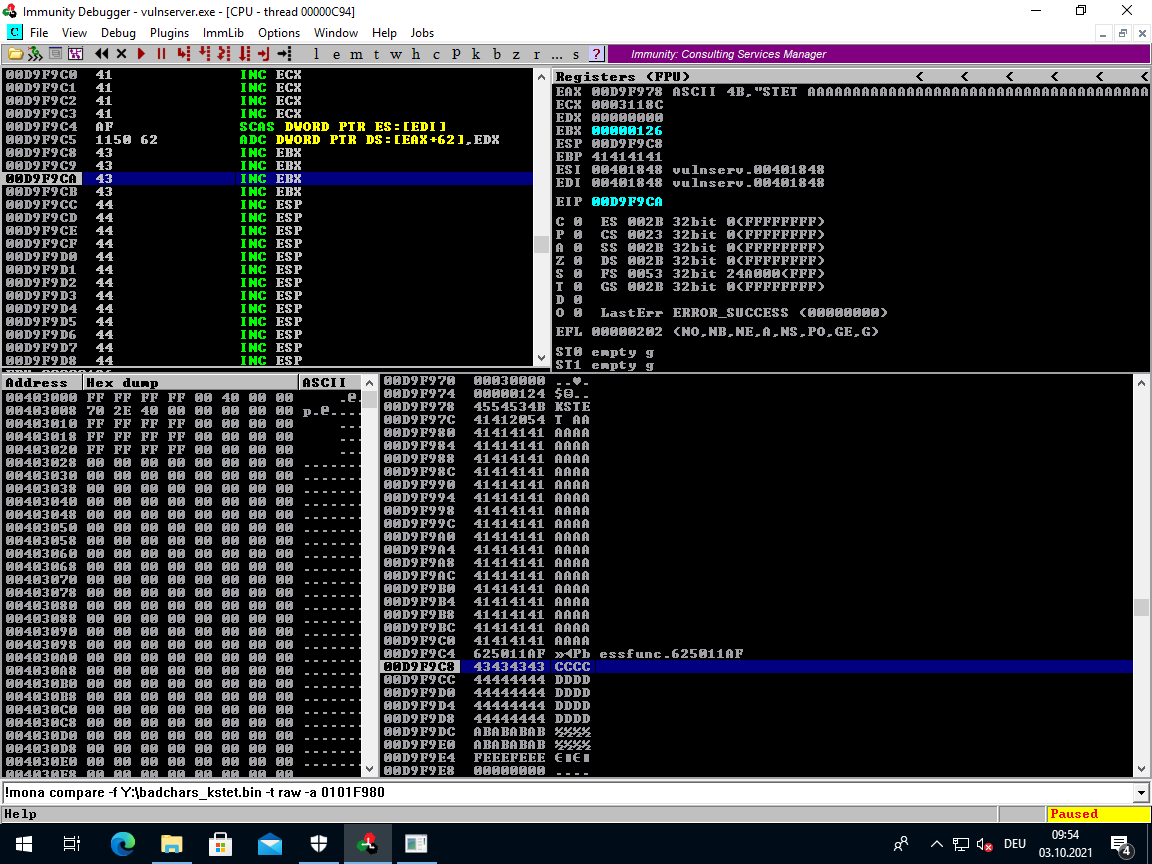 Immunity Debugger - vulnserver.exe - [CPU - thread 00000C94]
C File View Debug Plugins ImmLib Options Window Help Jobs
l e m t w h c P k b z r ... s ? Immunity: Consulting Services Manager
00D9F9C0 41 INC ECX
00D9F9C1 41 INC ECX
00D9F9C2 41 INC ECX
00D9F9C3 41 INC ECX
00D9F9C4 AF SCAS DWORD PTR ES:[EDI]
00D9F9C5 1150 62 ADC DWORD PTR DS:[EAX+62],EDX
00D9F9C8 43 INC EBX
00D9F9C9 43 INC EBX
00D9F9CA 43 INC EBX
00D9F9CB 43 INC EBX
00D9F9CC 44 INC ESP
00D9F9CD 44 INC ESP
00D9F9CE 44 INC ESP
00D9F9CF 44 INC ESP
00D9F9D0 44 INC ESP
00D9F9D1 44 INC ESP
00D9F9D2 44 INC ESP
00D9F9D3 44 INC ESP
00D9F9D4 44 INC ESP
00D9F9D5 44 INC ESP
00D9F9D6 44 INC ESP
00D9F9D7 44 INC ESP
00D9F9D8 44 INC ESP
Registers (FPU) < < < < < <
EAX 00D9F978 ASCII 4B,"STET AAAAAAAAAAAAAAAAAAAAAAAAAAAAAAAAAAAAAA
ECX 0003118C
EDX 00000000
EBX 00000126
ESP 00D9F9C8
EBP 41414141
ESI 00401848 vulnserv.00401848
EDI 00401848 vulnserv.00401848
EIP 00D9F9CA
C 0 ES 002B 32bit 0(FFFFFFFF)
P 0 CS 0023 32bit 0(FFFFFFFF)
A 0 SS 002B 32bit 0(FFFFFFFF)
Z 0 DS 002B 32bit 0(FFFFFFFF)
S 0 FS 0053 32bit 24A000(FFF)
T 0 GS 002B 32bit 0(FFFFFFFF)
D 0
O 0 LastErr ERROR_SUCCESS (00000000)
EFL 00000202 (NO,NB,NE,A,NS,PO,GE,G)
ST0 empty g
ST1 empty g
Address Hex dump ASCII
00403000 FF FF FF FF 00 40 00 00 .@.
00403008 70 2E 40 00 00 00 00 00 p.@....
00403010 FF FF FF FF 00 00 00 00 ...
00403018 FF FF FF FF 00 00 00 00 ...
00403020 FF FF FF FF 00 00 00 00 ...
00403028 00 00 00 00 00 00 00 00 .......
00403030 00 00 00 00 00 00 00 00 .......
00403038 00 00 00 00 00 00 00 00 .......
00403040 00 00 00 00 00 00 00 00 .......
00403048 00 00 00 00 00 00 00 00 .......
00403050 00 00 00 00 00 00 00 00 .......
00403058 00 00 00 00 00 00 00 00 .......
00403060 00 00 00 00 00 00 00 00 .......
00403068 00 00 00 00 00 00 00 00 .......
00403070 00 00 00 00 00 00 00 00 .......
00403078 00 00 00 00 00 00 00 00 .......
00403080 00 00 00 00 00 00 00 00 .......
00403088 00 00 00 00 00 00 00 00 .......
00403090 00 00 00 00 00 00 00 00 .......
00403098 00 00 00 00 00 00 00 00 .......
004030A0 00 00 00 00 00 00 00 00 .......
004030A8 00 00 00 00 00 00 00 00 .......
004030B0 00 00 00 00 00 00 00 00 .......
004030B8 00 00 00 00 00 00 00 00 .......
004030C0 00 00 00 00 00 00 00 00 .......
004030C8 00 00 00 00 00 00 00 00 .......
004030D0 00 00 00 00 00 00 00 00 .......
004030D8 00 00 00 00 00 00 00 00 .......
004030E0 00 00 00 00 00 00 00 00 .......
004030E8 00 00 00 00 00 00 00 00 .......
00D9F970 00030000 ..♥.
00D9F974 00000124 $☺..
00D9F978 4554534B KSTE
00D9F97C 41412054 T AA
00D9F980 41414141 AAAA
00D9F984 41414141 AAAA
00D9F988 41414141 AAAA
00D9F98C 41414141 AAAA
00D9F990 41414141 AAAA
00D9F994 41414141 AAAA
00D9F998 41414141 AAAA
00D9F99C 41414141 AAAA
00D9F9A0 41414141 AAAA
00D9F9A4 41414141 AAAA
00D9F9A8 41414141 AAAA
00D9F9AC 41414141 AAAA
00D9F9B0 41414141 AAAA
00D9F9B4 41414141 AAAA
00D9F9B8 41414141 AAAA
00D9F9BC 41414141 AAAA
00D9F9C0 41414141 AAAA
00D9F9C4 625011AF »◄Pb essfunc.625011AF
00D9F9C8 43434343 CCCC
00D9F9CC 44444444 DDDD
00D9F9D0 44444444 DDDD
00D9F9D4 44444444 DDDD
00D9F9D8 44444444 DDDD
00D9F9DC ABABABAB ½½½½
00D9F9E0 ABABABAB ½½½½
00D9F9E4 FEEEFEEE ∈■∈■
00D9F9E8 00000000 ....
!mona compare -f Y:\badchars_kstet.bin -t raw -a 0101F980
Help Paused
DEU 09:54
03.10.2021 4